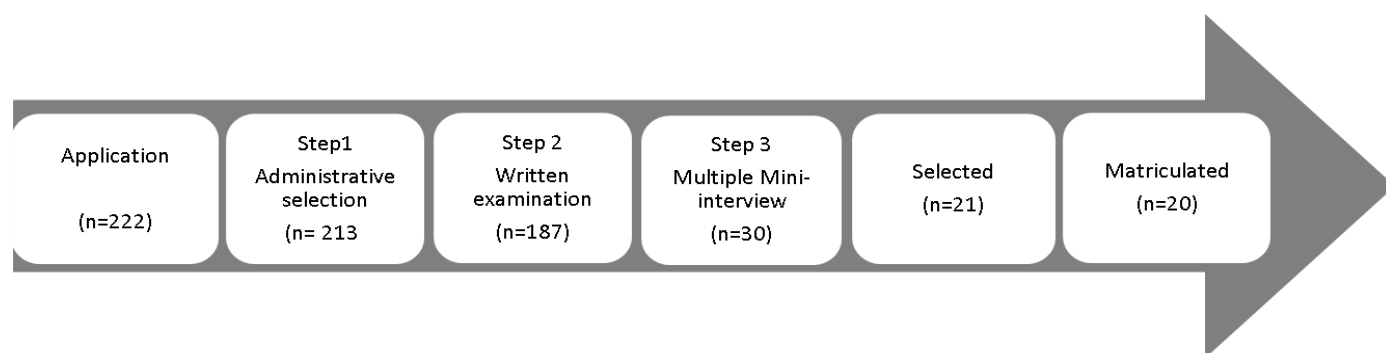 Application
(n=222)
Step1
Administrative
selection
(n= 213
Step 2
Written
examination
(n=187)
Step 3
Multiple Mini-
interview
(n=30)
Selected
(n=21)
Matriculated
(n=20)